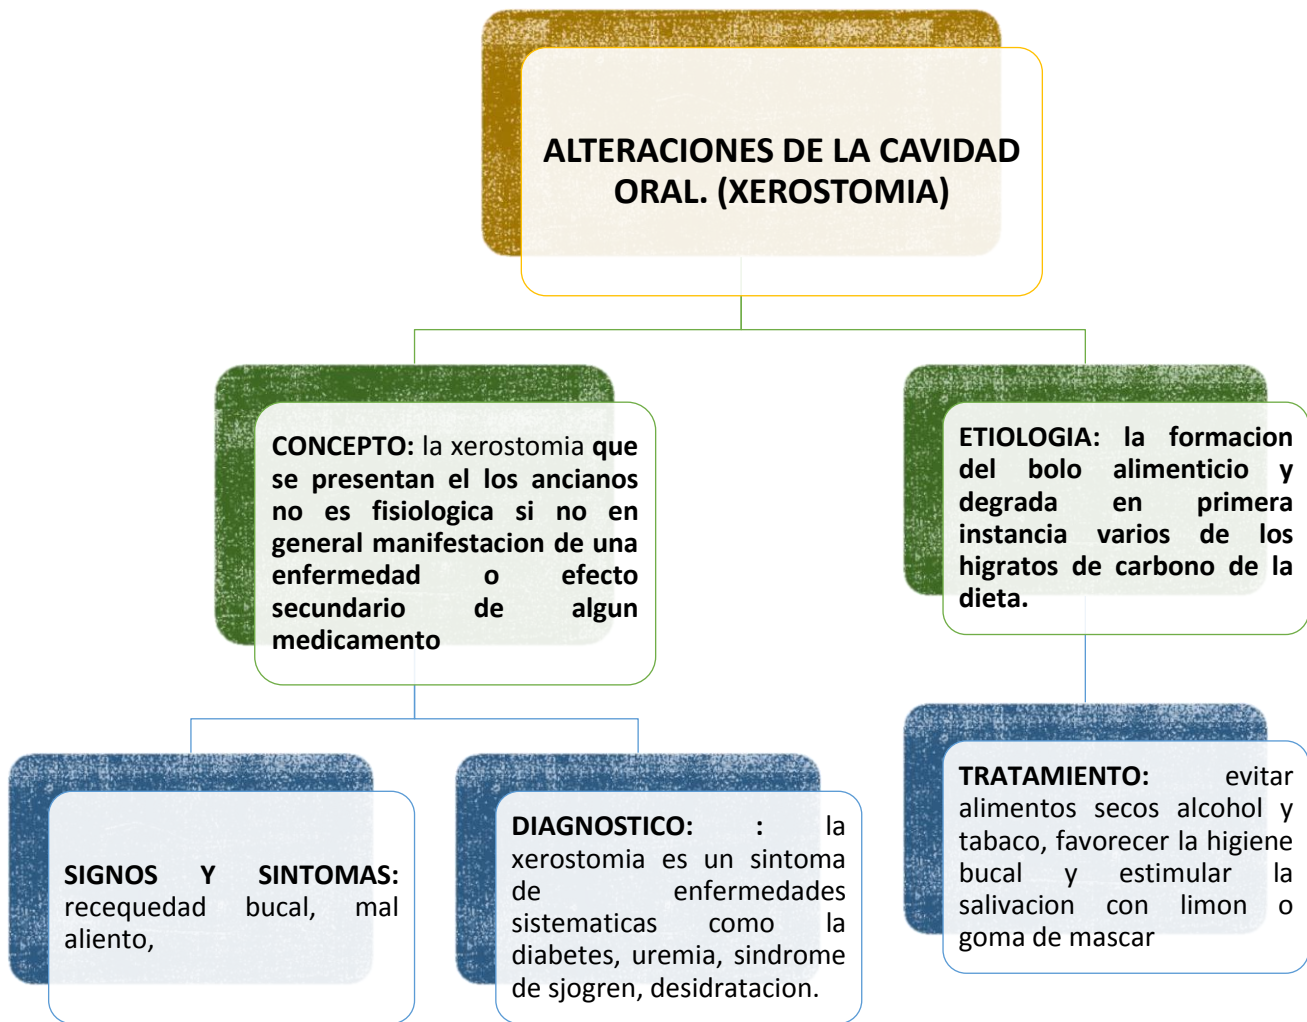 ALTERACIONES DE LA CAVIDAD
ORAL. (XEROSTOMIA)
CONCEPTO: la xerostomia que
se presentan el los ancianos
no es fisiologica si no en
general manifestacion de una
enfermedad o efecto
secundario de algun
medicamento
ETIOLOGIA: la formacion
del bolo alimenticio y
degrada en primera
instancia varios de los
higratos de carbono de la
dieta.
SIGNOS Y SINTOMAS:
recequedad bucal, mal
aliento,
DIAGNOSTICO: : la
xerostomia es un sintoma
de enfermedades
sistematicas como la
diabetes, uremia, sindrome
de sjogren, desidratacion.
TRATAMIENTO: evitar
alimentos secos alcohol y
tabaco, favorecer la higiene
bucal y estimular la
salivacion con limon o
goma de mascar